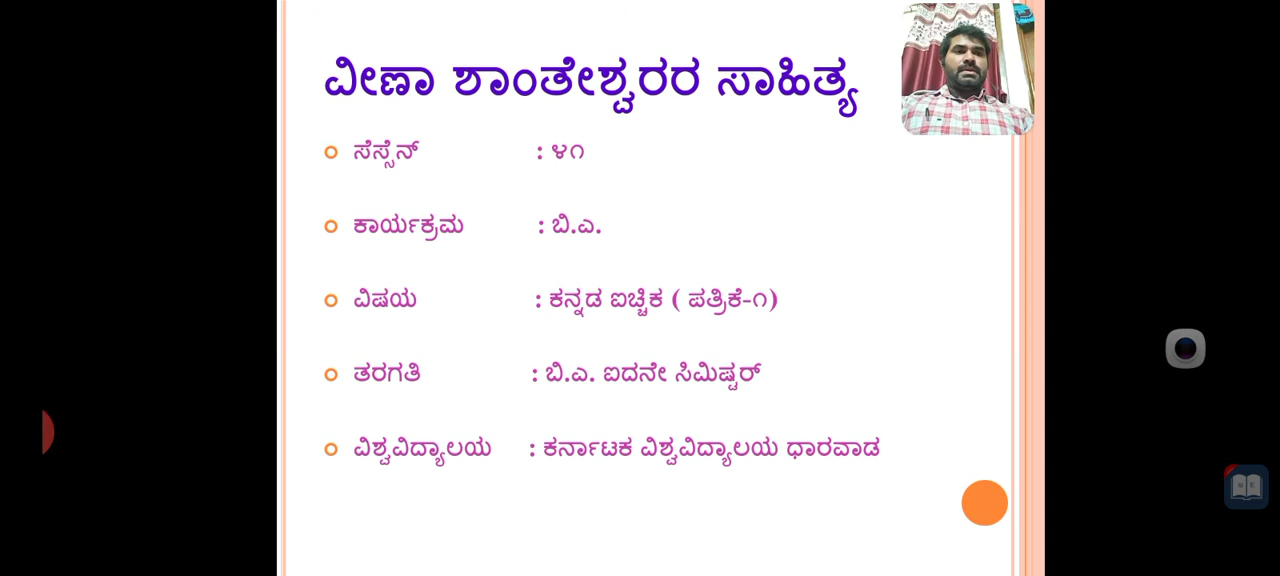 ವೀಣಾ ಶಾಂತೇಶ್ವರರ ಸಾಹಿತ್ಯ
ಸೆಸ್ಸೆನ್ : ೪೧
ಕಾರ್ಯಕ್ರಮ : ಬಿ.ಎ.
ವಿಷಯ : ಕನ್ನಡ ಐಚ್ಚಿಕ ( ಪತ್ರಿಕೆ-೧)
ತರಗತಿ : ಬಿ.ಎ. ಐದನೇ ಸಿಮಿಷ್ಟರ್
ವಿಶ್ವವಿದ್ಯಾಲಯ : ಕರ್ನಾಟಕ ವಿಶ್ವವಿದ್ಯಾಲಯ ಧಾರವಾಡ